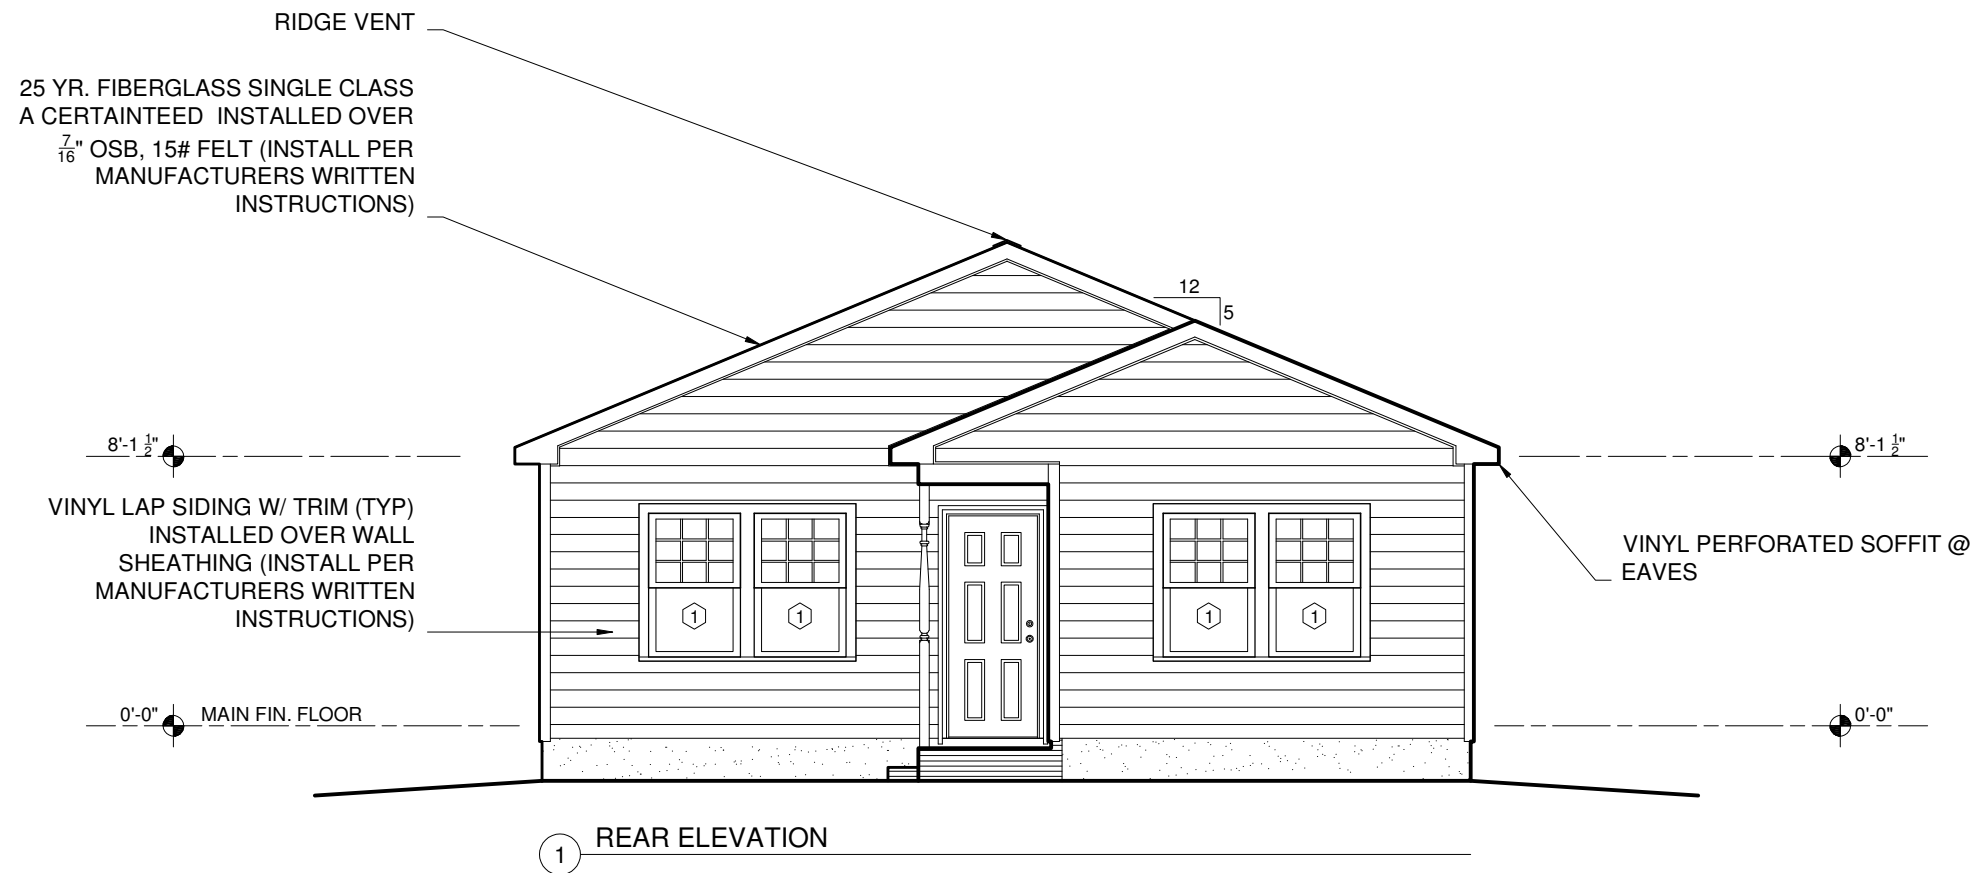 RIDGE VENT
25 YR. FIBERGLASS SINGLE CLASS
A CERTAINTEED INSTALLED OVER
7/16" OSB, 15# FELT (INSTALL PER
MANUFACTURERS WRITTEN
INSTRUCTIONS)
12
5
8'-1 1/2"
8'-1 1/2"
VINYL LAP SIDING W/ TRIM (TYP)
INSTALLED OVER WALL
SHEATHING (INSTALL PER
MANUFACTURERS WRITTEN
INSTRUCTIONS)
VINYL PERFORATED SOFFIT @
EAVES
1
1
1
1
0'-0"
MAIN FIN. FLOOR
0'-0"
1
REAR ELEVATION